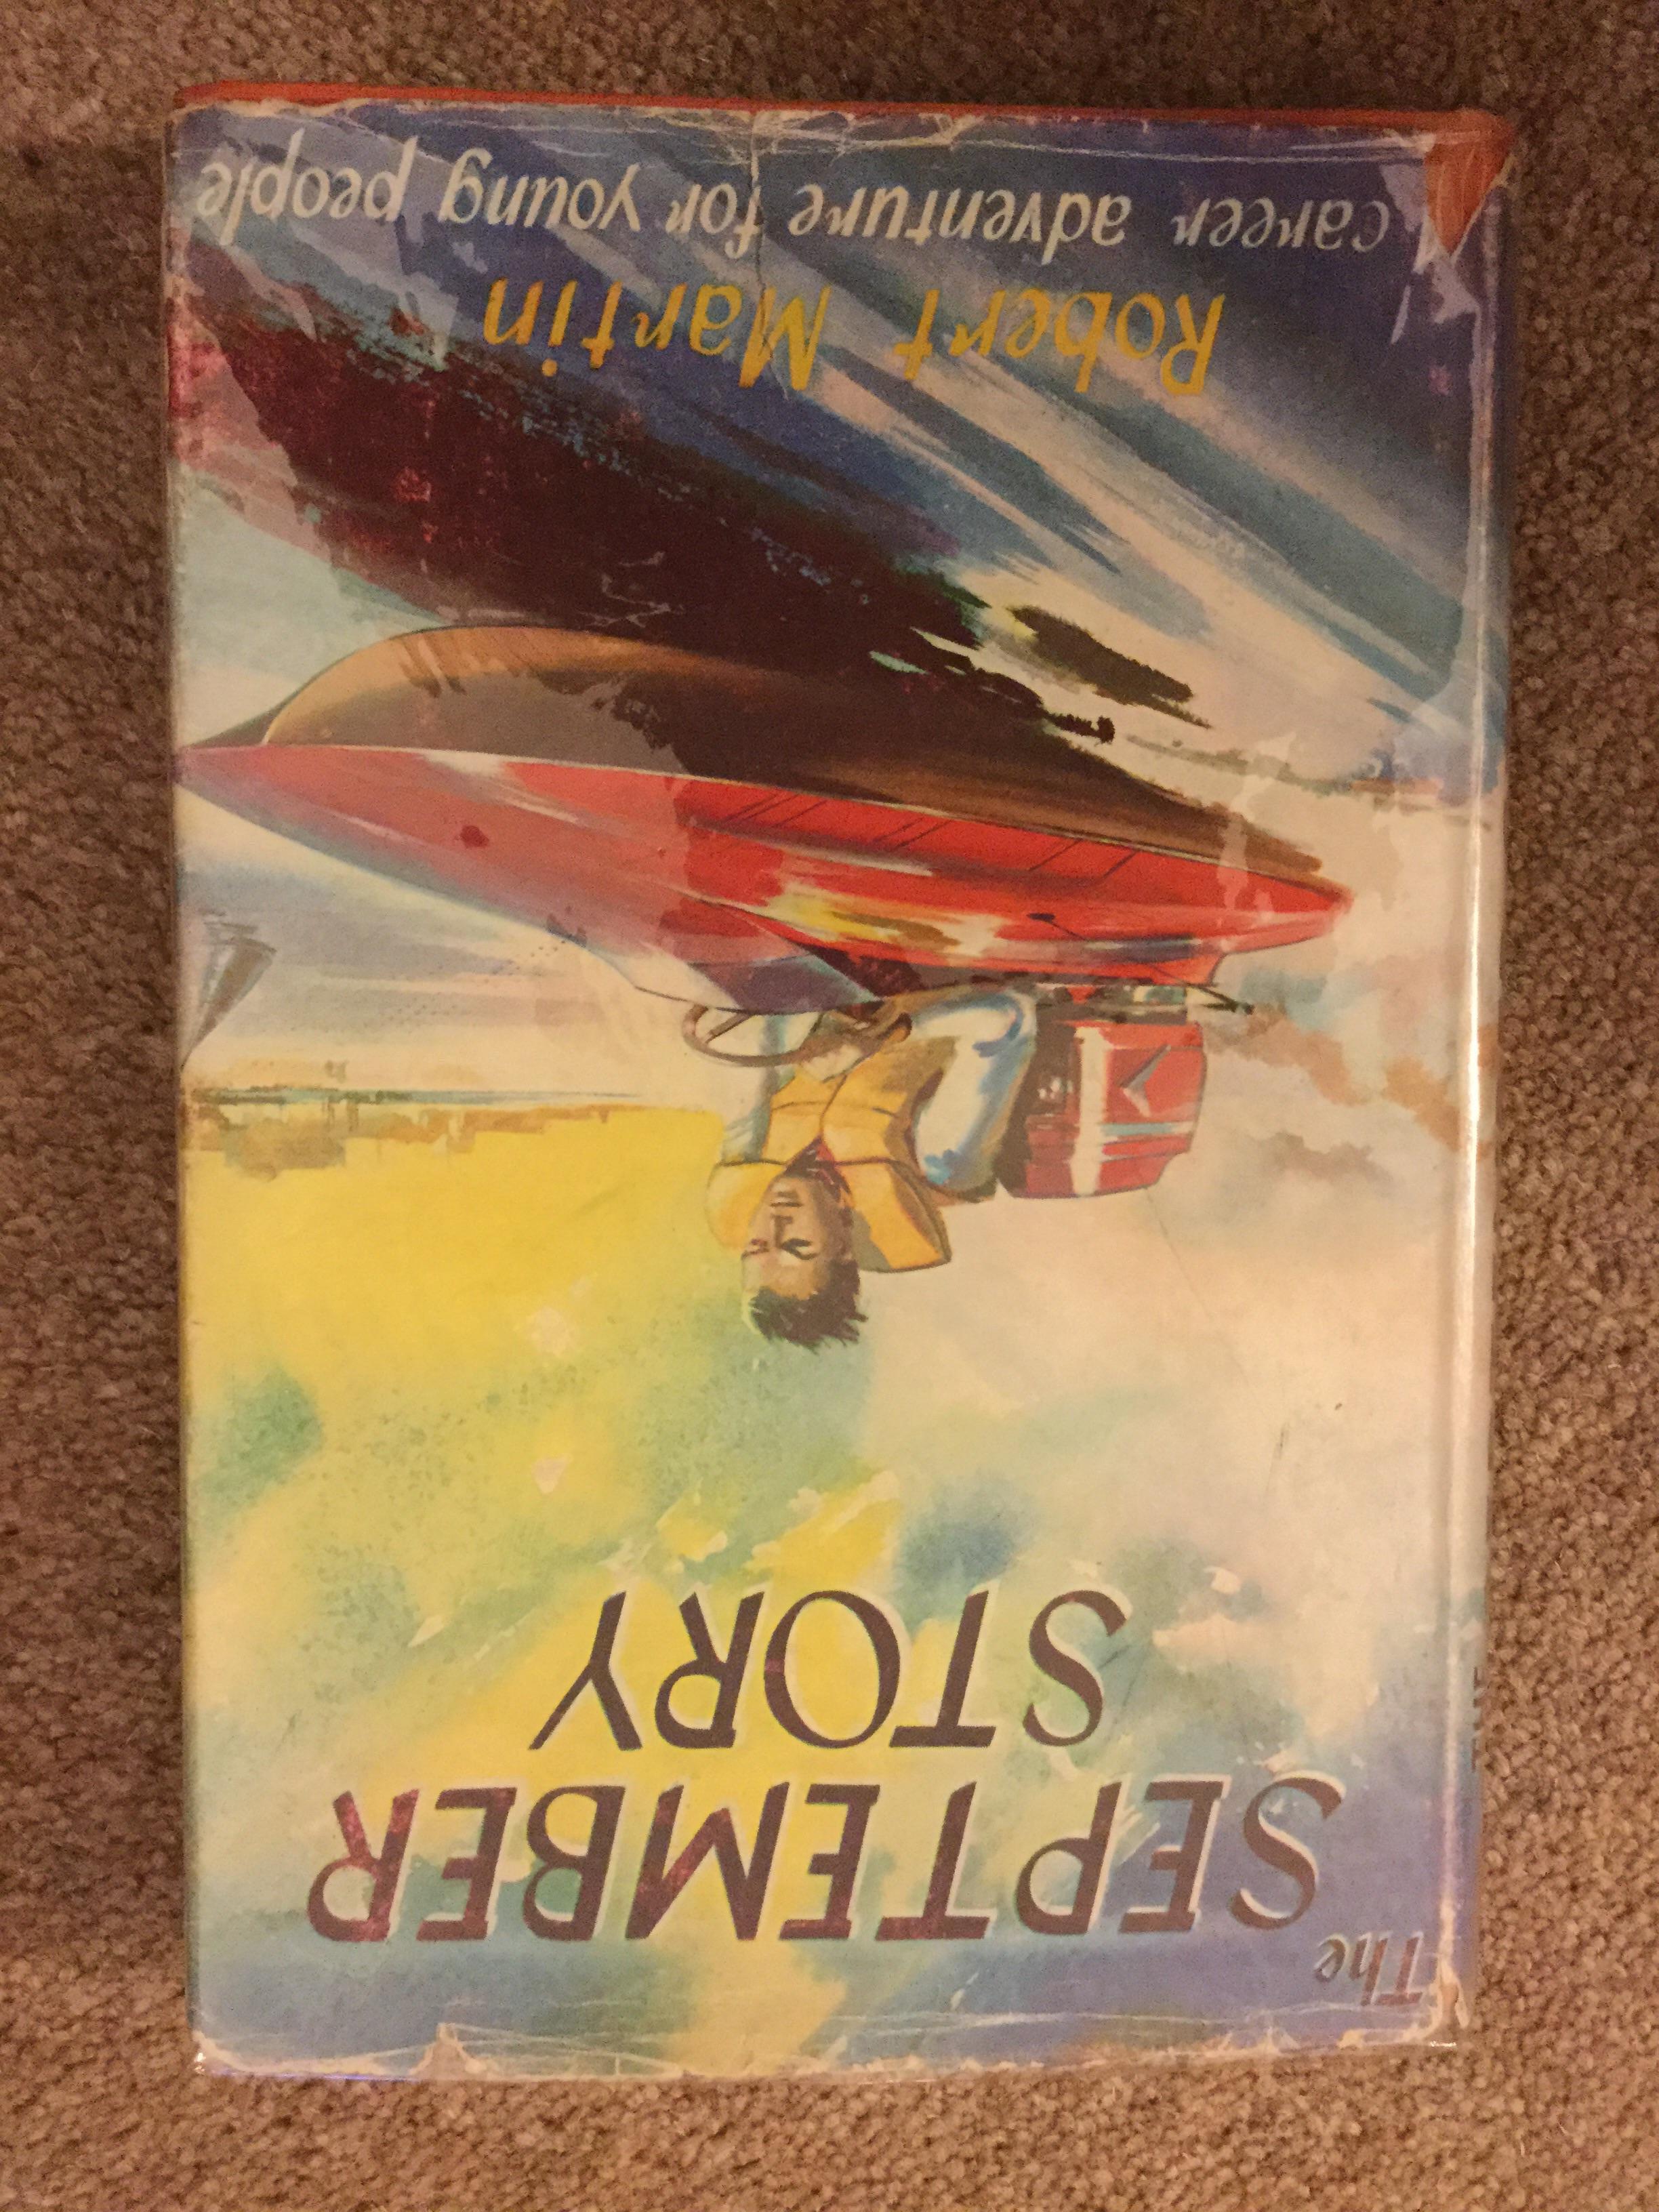 The
SEPTEMBER
STORY
Robert Martin
career adventure for young people